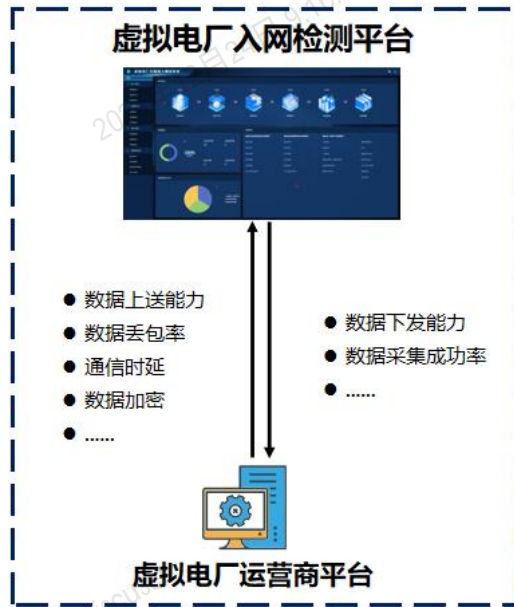 虚拟电厂入网检测平台
● 数据上送能力
● 数据丢包率
● 通信时延
● 数据加密
● ......
● 数据下发能力
● 数据采集成功率
● ......
虚拟电厂运营商平台